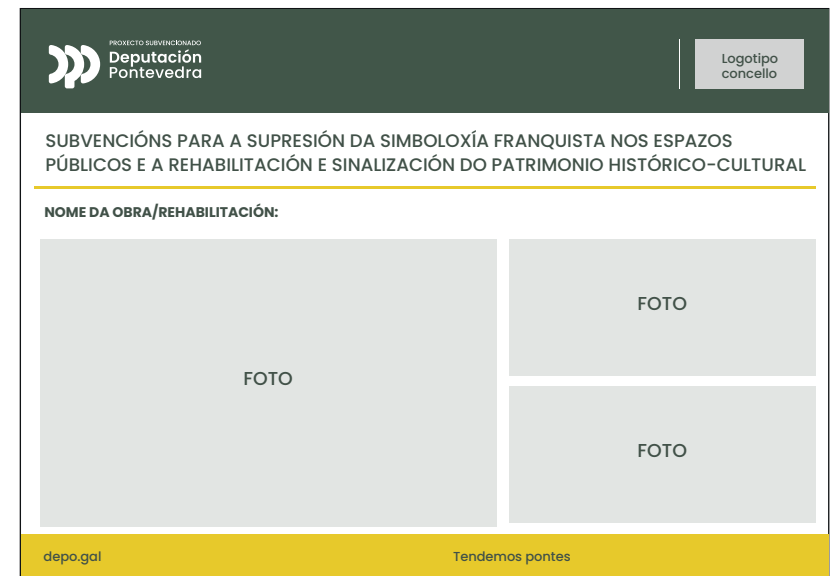 PROXECTO SUBVENCIONADO
Deputación
Pontevedra
Logotipo
concello
SUBVENCIÓNS PARA A SUPRESIÓN DA SIMBOLOXÍA FRANQUISTA NOS ESPAZOS
PÚBLICOS E A REHABILITACIÓN E SINALIZACIÓN DO PATRIMONIO HISTÓRICO-CULTURAL
NOME DA OBRA/REHABILITACIÓN:
FOTO
FOTO
FOTO
depo.gal
Tendemos pontes